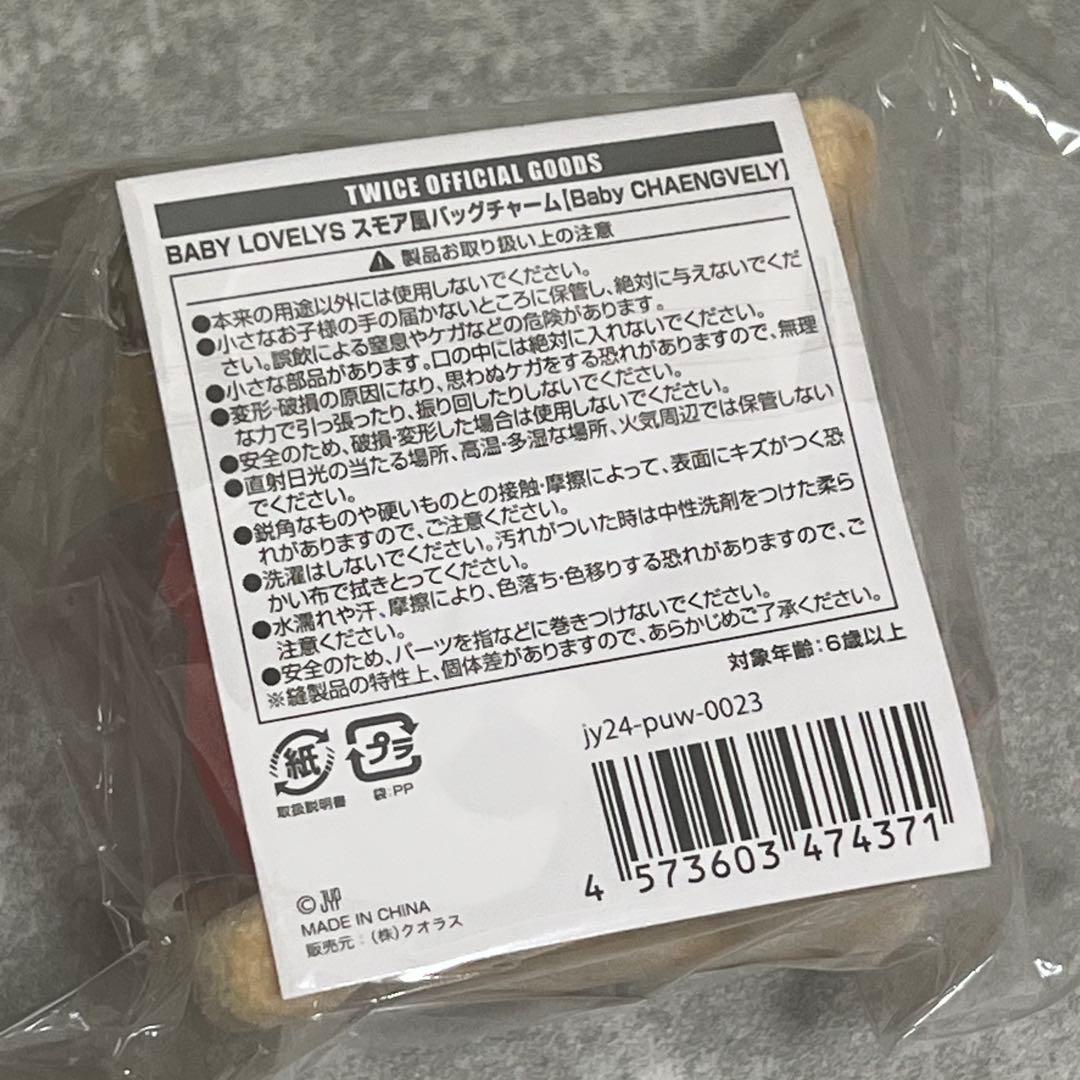 TWICE OFFICIAL GOODS
BABY LOVELYS スモア風バッグチャーム[Baby CHAENGVELY]
製品お取り扱い上の注意
●本来の用途以外には使用しないでください。
●小さなお子様の手の届かないところに保管し、絶対に与えないでくだ
さい。誤飲による窒息やケガなどの危険があります。
●小さな部品があります。口の中には絶対に入れないでください。
●変形・破損の原因になり、思わぬケガをする恐れがありますので、無理
な力で引っ張ったり、振り回したりしないでください。
●安全のため、破損・変形した場合は使用しないでください。
●直射日光の当たる場所、高温・多湿な場所、火気周辺では保管しない
でください。
●鋭角なものや硬いものとの接触・摩擦によって、表面にキズがつく恐
れがありますので、ご注意ください。
●洗濯はしないでください。汚れがついた時は中性洗剤をつけた柔ら
かい布で拭きとってください。
●水濡れや汗、摩擦により、色落ち・色移りする恐れがありますので、ご
注意ください。
●安全のため、パーツを指などに巻きつけないでください。
※縫製品の特性上、個体差がありますので、あらかじめご了承ください。
対象年齢:6歳以上
紙
取扱説明書
プラ
袋:PP
jy24-puw-0023
4 573603 474371
© JYP
MADE IN CHINA
販売元:(株)クオラス